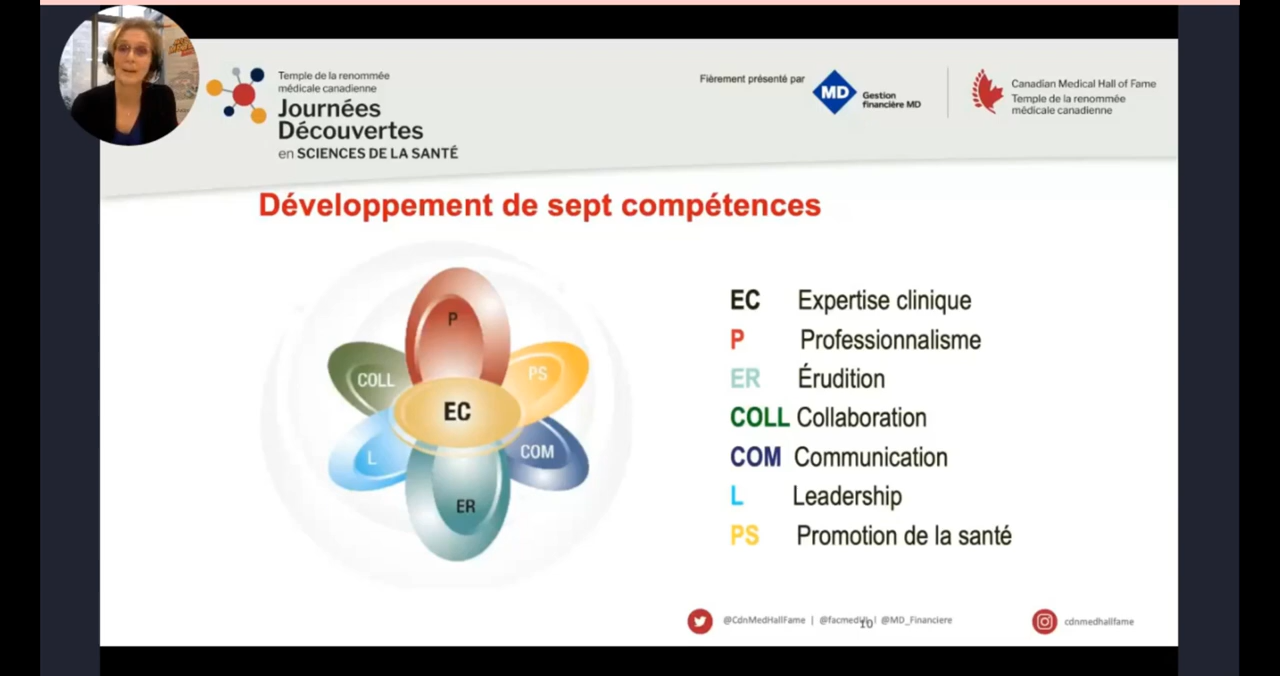 Temple de la renommée
médicale canadienne
Journées
Découvertes
en SCIENCES DE LA SANTÉ
Fièrement présenté par
MD
Gestion
financière MD
Canadian Medical Hall of Fame
Temple de la renommée
médicale canadienne
Développement de sept compétences
P
COLL
PS
EC
L
COM
ER
EC Expertise clinique
P Professionnalisme
ER Érudition
COLL Collaboration
COM Communication
L Leadership
PS Promotion de la santé
@CdnMedHallFame | | @MD_Financiere
10
cdnmedhallfame